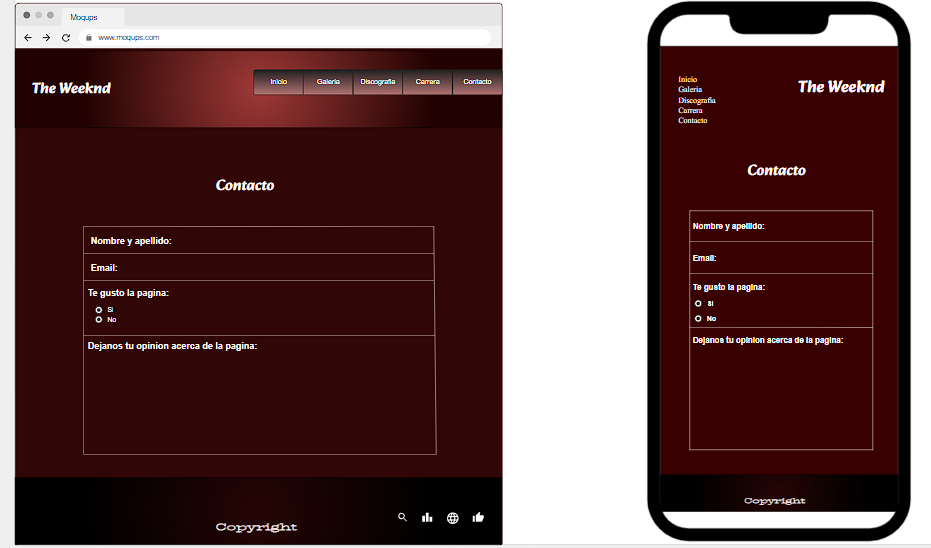 Moqups
www.moqups.com
The Weeknd
Inicio Galeria Discografia Carrera Contacto
Contacto
Nombre y apellido:
Email:
Te gusto la pagina:
Si
No
Dejanos tu opinion acerca de la pagina:
Copyright
Inicio
Galeria
Discografia
Carrera
Contacto
The Weeknd
Contacto
Nombre y apellido:
Email:
Te gusto la pagina:
Si
No
Dejanos tu opinion acerca de la pagina:
Copyright